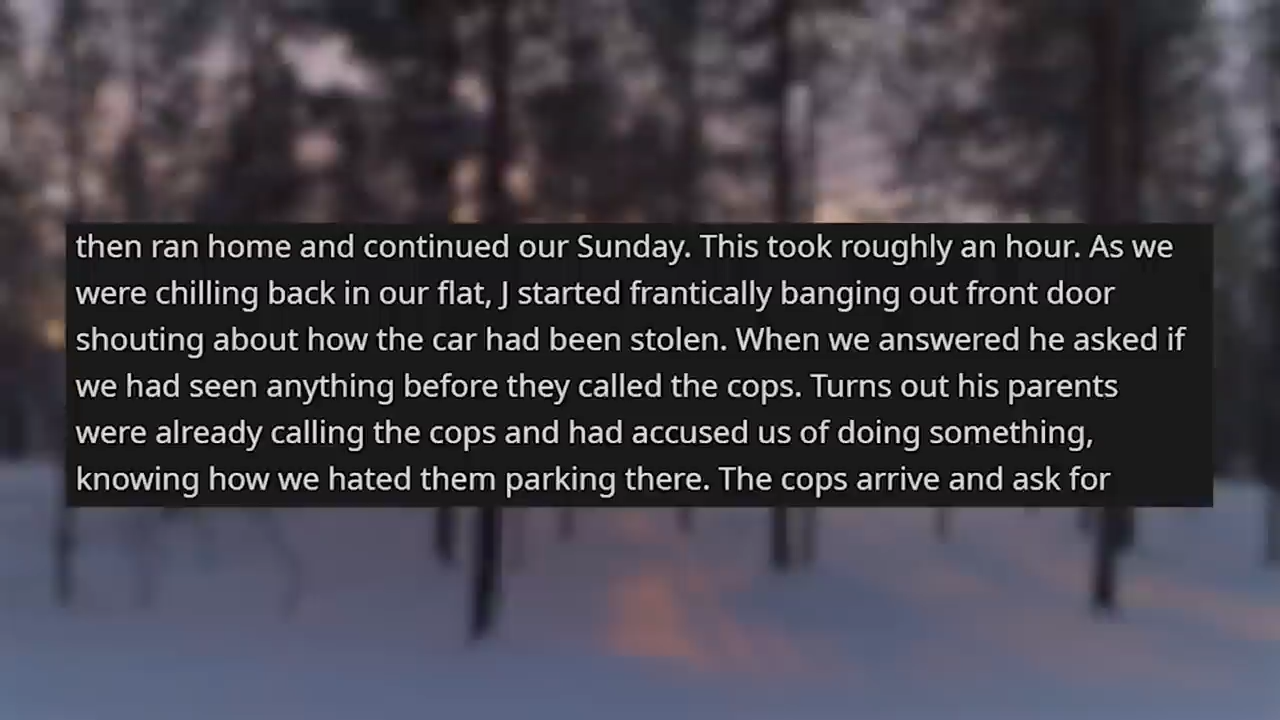 then ran home and continued our Sunday. This took roughly an hour. As we
were chilling back in our flat, J started frantically banging out front door
shouting about how the car had been stolen. When we answered he asked if
we had seen anything before they called the cops. Turns out his parents
were already calling the cops and had accused us of doing something,
knowing how we hated them parking there. The cops arrive and ask for